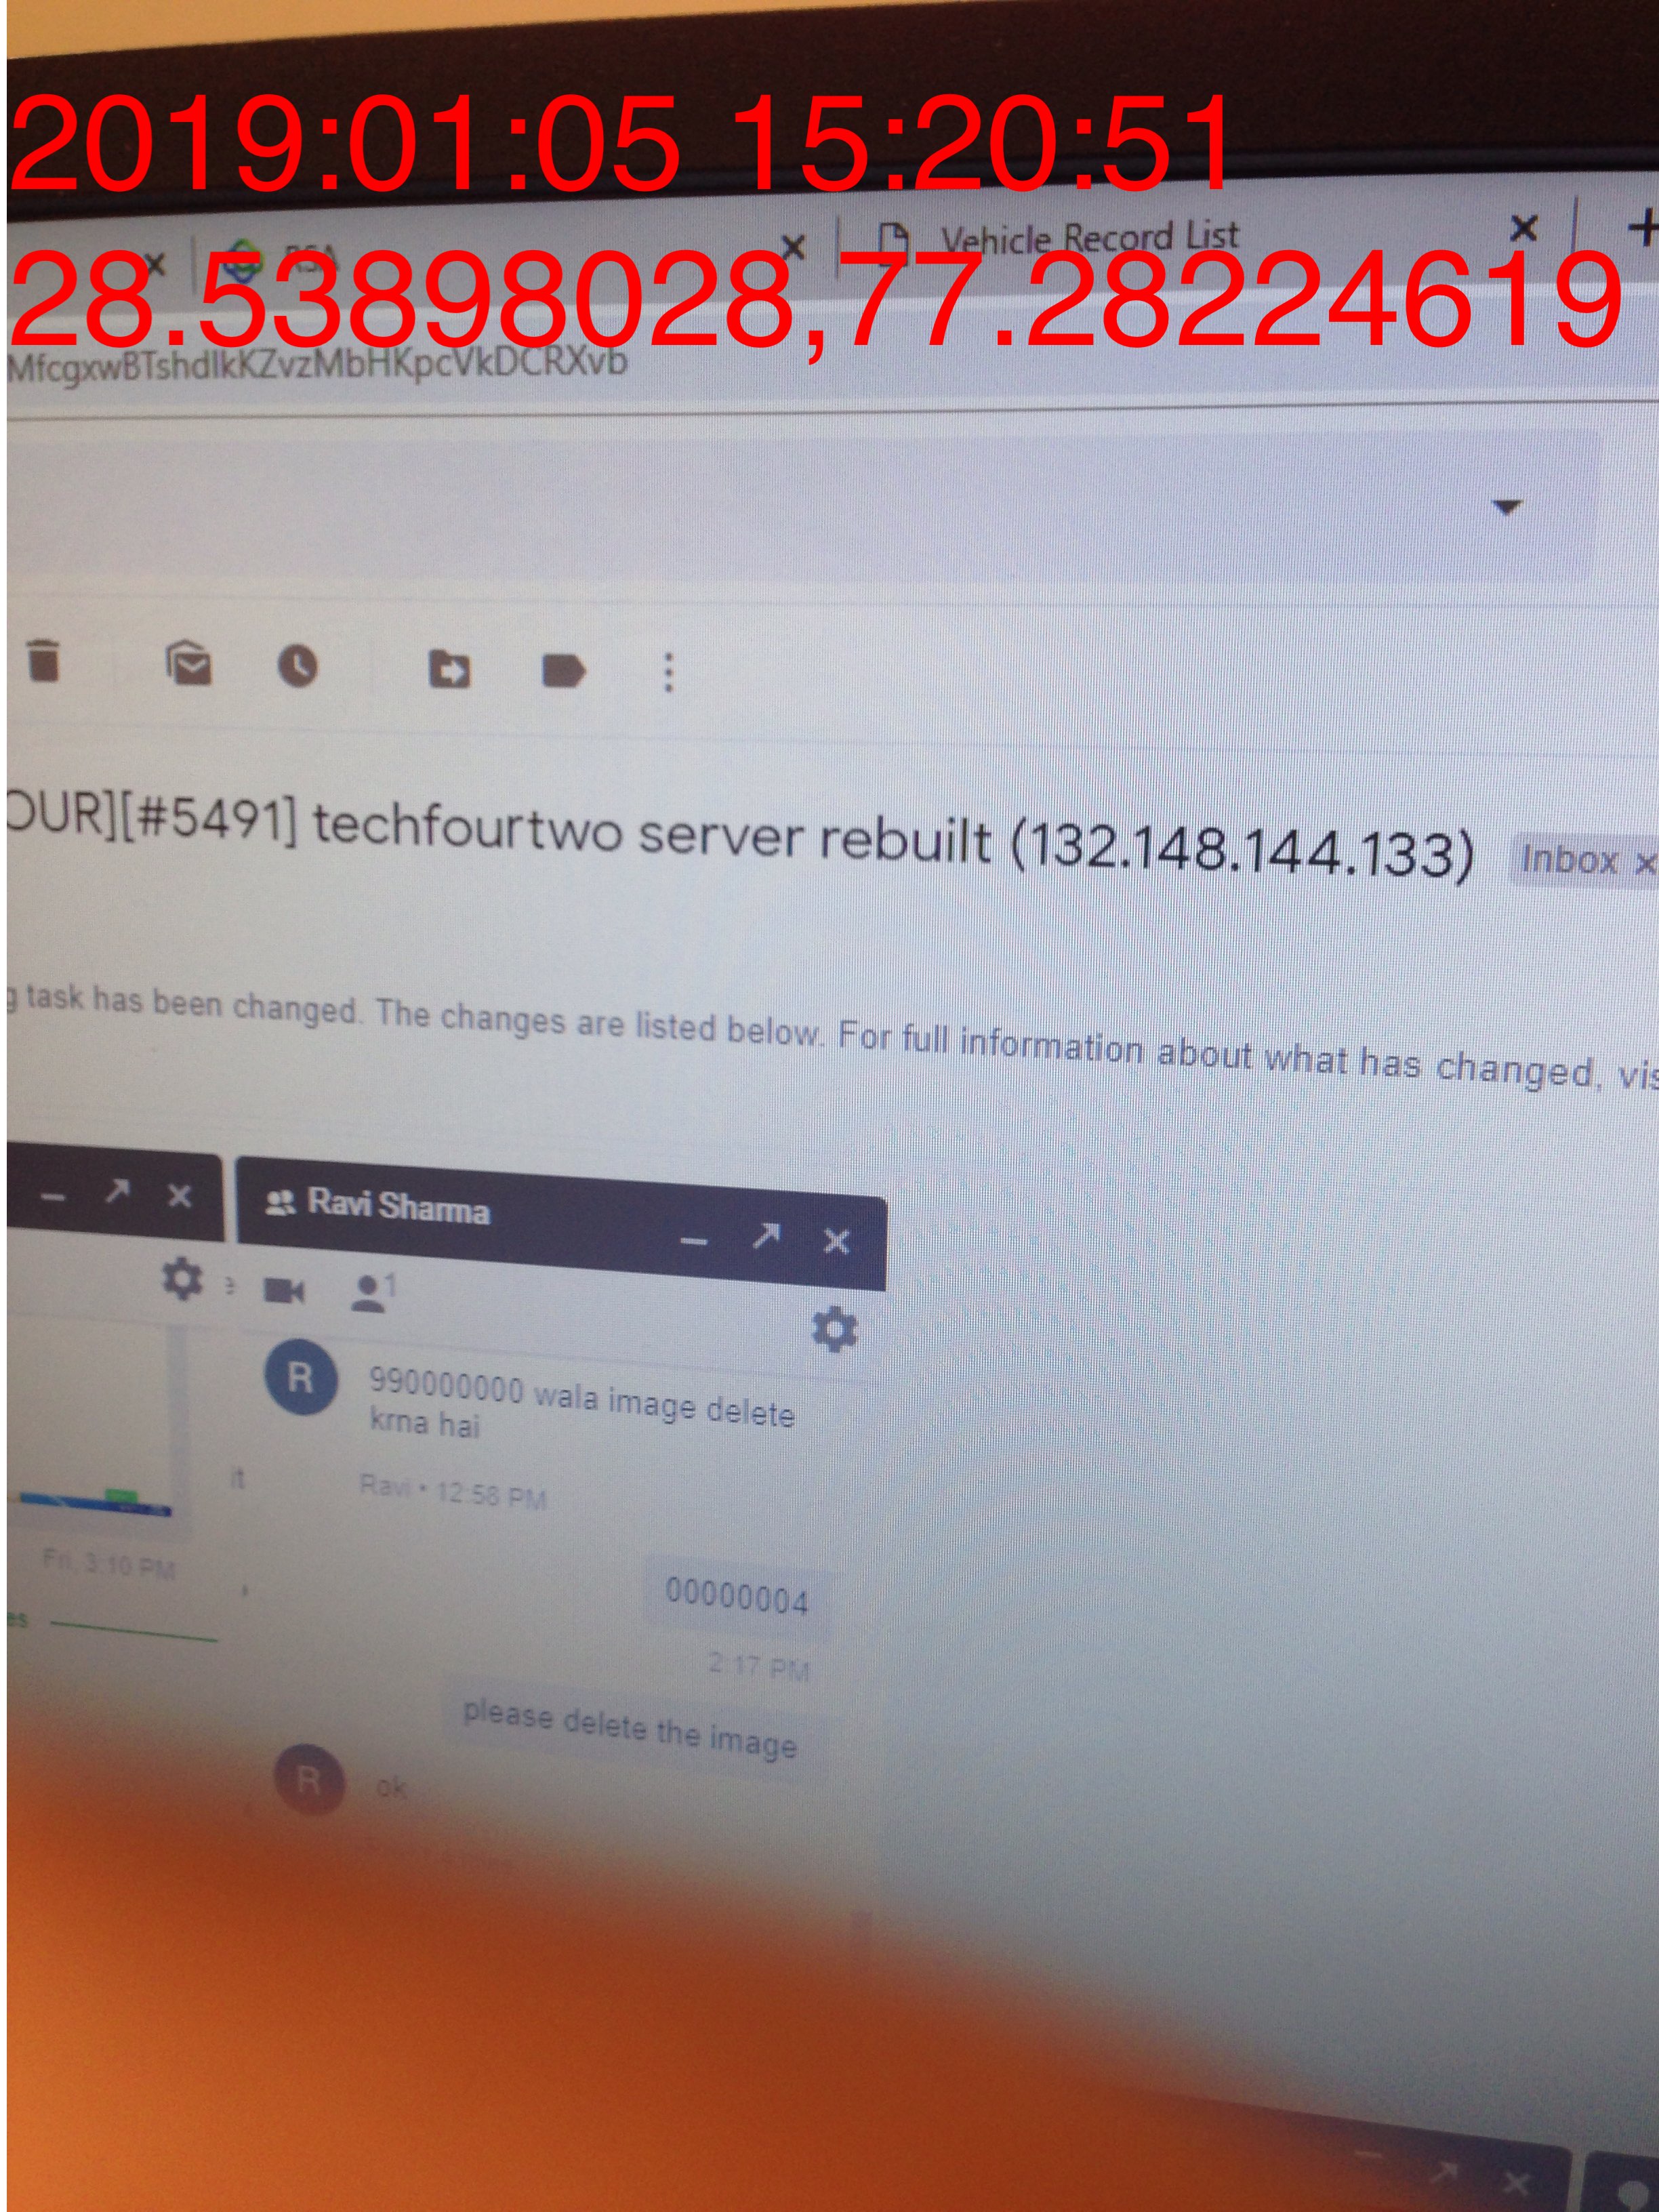 2019:01:05 15:20:51
RSA
Vehicle Record List
28.53898028,77.28224619
MfcgxwBTshdlkKZvzMbHKpcVkDCRXvb
OUR][#5491] techfourtwo server rebuilt (132.148.144.133)
Inbox
g task has been changed. The changes are listed below. For full information about what has changed, vis
Ravi Sharma
1
R
990000000 wala image delete
krna hai
it
Ravi • 12:58 PM
Fri, 3:10 PM
00000004
es
2:17 PM
please delete the image
R
ok